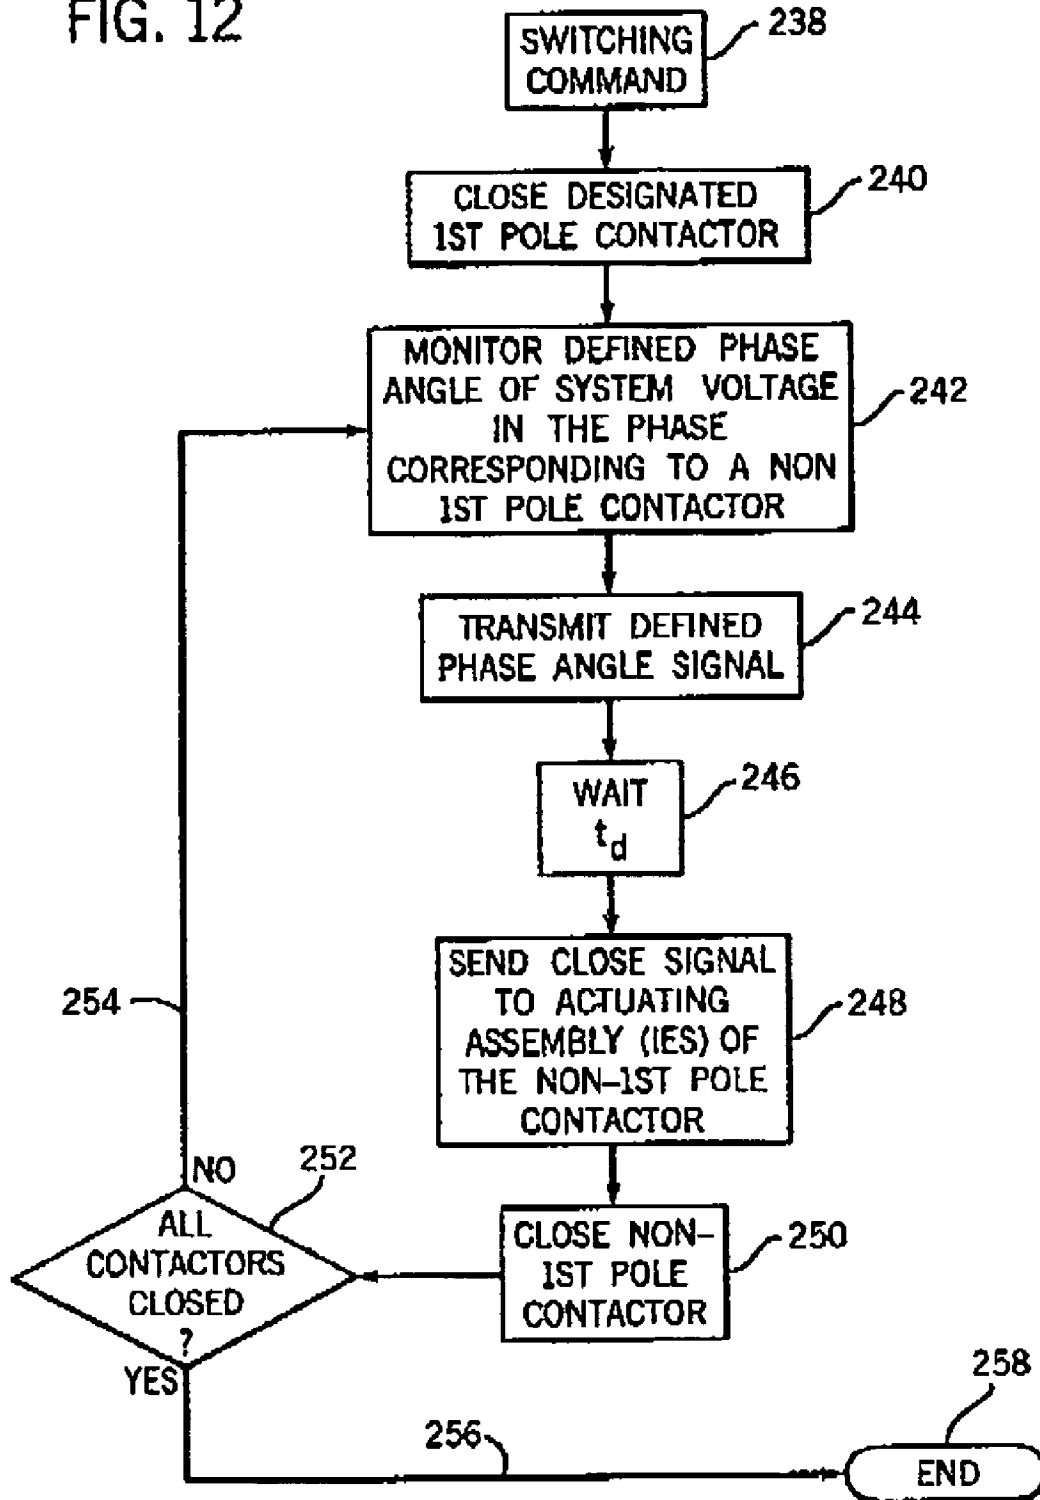 FIG. 12
SWITCHING
COMMAND
238
CLOSE DESIGNATED
1ST POLE CONTACTOR
240
MONITOR DEFINED PHASE
ANGLE OF SYSTEM VOLTAGE
IN THE PHASE
CORRESPONDING TO A NON
1ST POLE CONTACTOR
242
TRANSMIT DEFINED
PHASE ANGLE SIGNAL
244
WAIT
td
246
SEND CLOSE SIGNAL
TO ACTUATING
ASSEMBLY (IES) OF
THE NON-1ST POLE
CONTACTOR
248
254
CLOSE NON-
1ST POLE
CONTACTOR
250
NO
252
ALL
CONTACTORS
CLOSED
?
YES
256
258
END